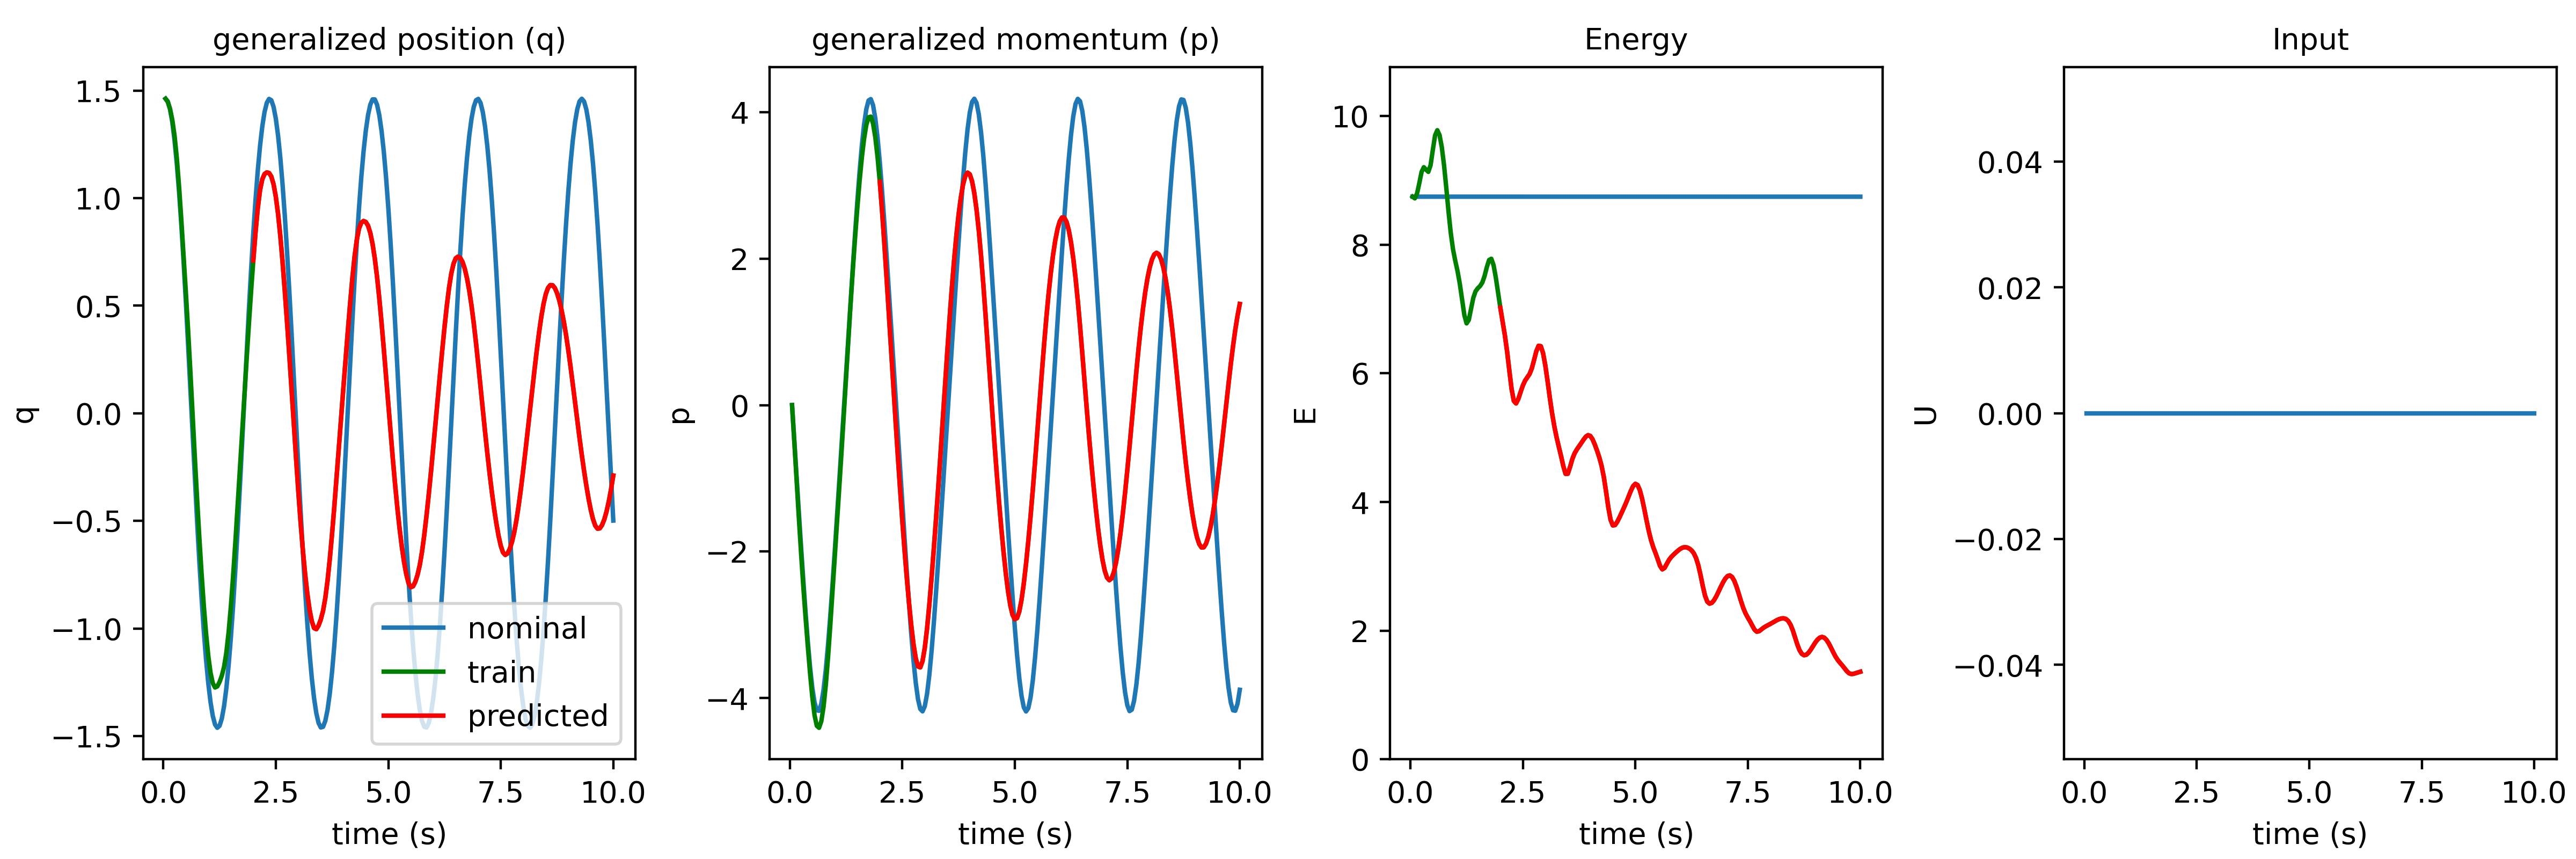 generalized position (q)
q
1.5
1.0
0.5
0.0
−0.5
−1.0
−1.5
nominal
train
predicted
0.0 2.5 5.0 7.5 10.0
time (s)
generalized momentum (p)
p
4
2
0
−2
−4
0.0 2.5 5.0 7.5 10.0
time (s)
Energy
E
10
8
6
4
2
0
0.0 2.5 5.0 7.5 10.0
time (s)
Input
U
0.04
0.02
0.00
−0.02
−0.04
0.0 2.5 5.0 7.5 10.0
time (s)